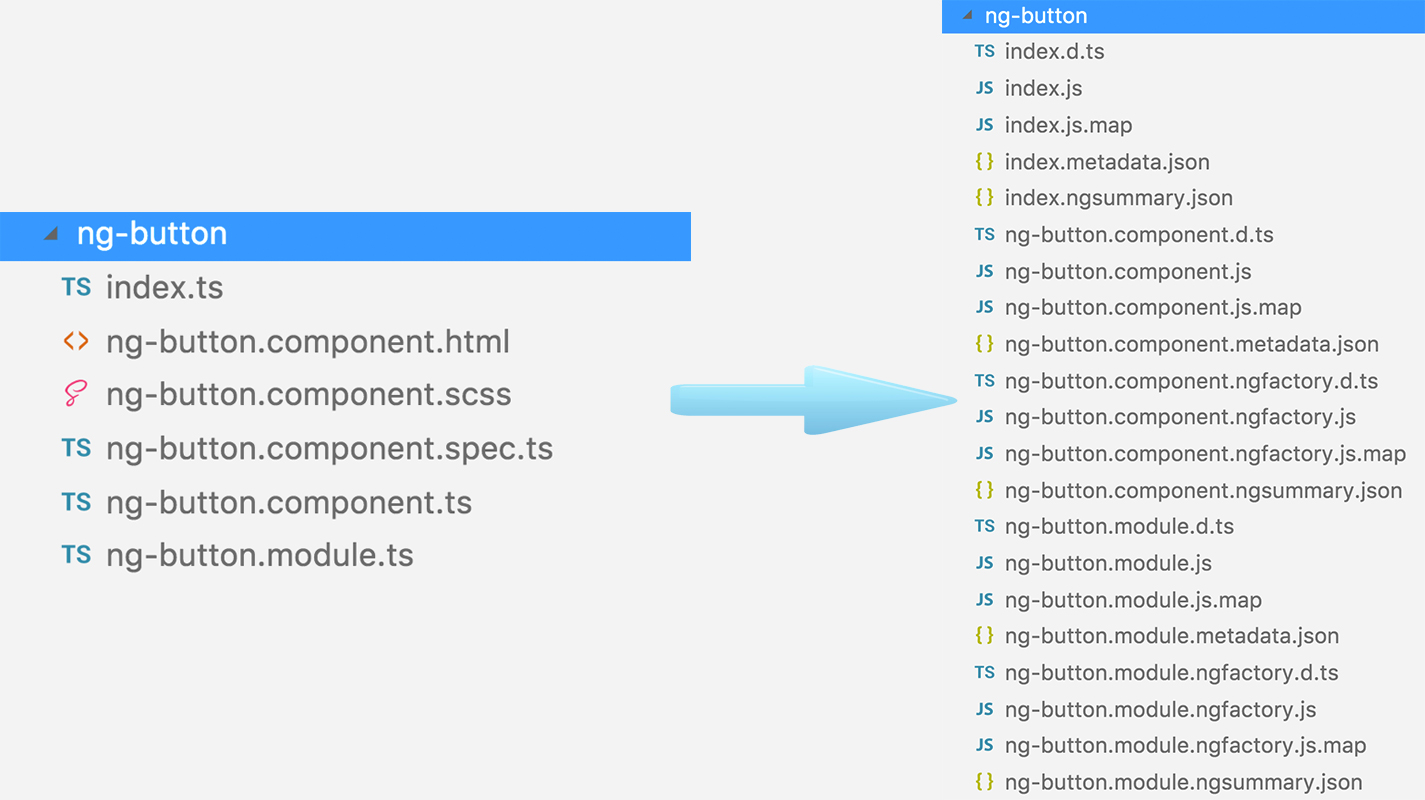 ng-button
TS index.ts
<> ng-button.component.html
ng-button.component.scss
TS ng-button.component.spec.ts
TS ng-button.component.ts
TS ng-button.module.ts
ng-button
TS index.d.ts
JS index.js
JS index.js.map
{} index.metadata.json
{} index.ngsummary.json
TS ng-button.component.d.ts
JS ng-button.component.js
JS ng-button.component.js.map
{} ng-button.component.metadata.json
TS ng-button.component.ngfactory.d.ts
JS ng-button.component.ngfactory.js
JS ng-button.component.ngfactory.js.map
{} ng-button.component.ngsummary.json
TS ng-button.module.d.ts
JS ng-button.module.js
JS ng-button.module.js.map
{} ng-button.module.metadata.json
TS ng-button.module.ngfactory.d.ts
JS ng-button.module.ngfactory.js
JS ng-button.module.ngfactory.js.map
{} ng-button.module.ngsummary.json